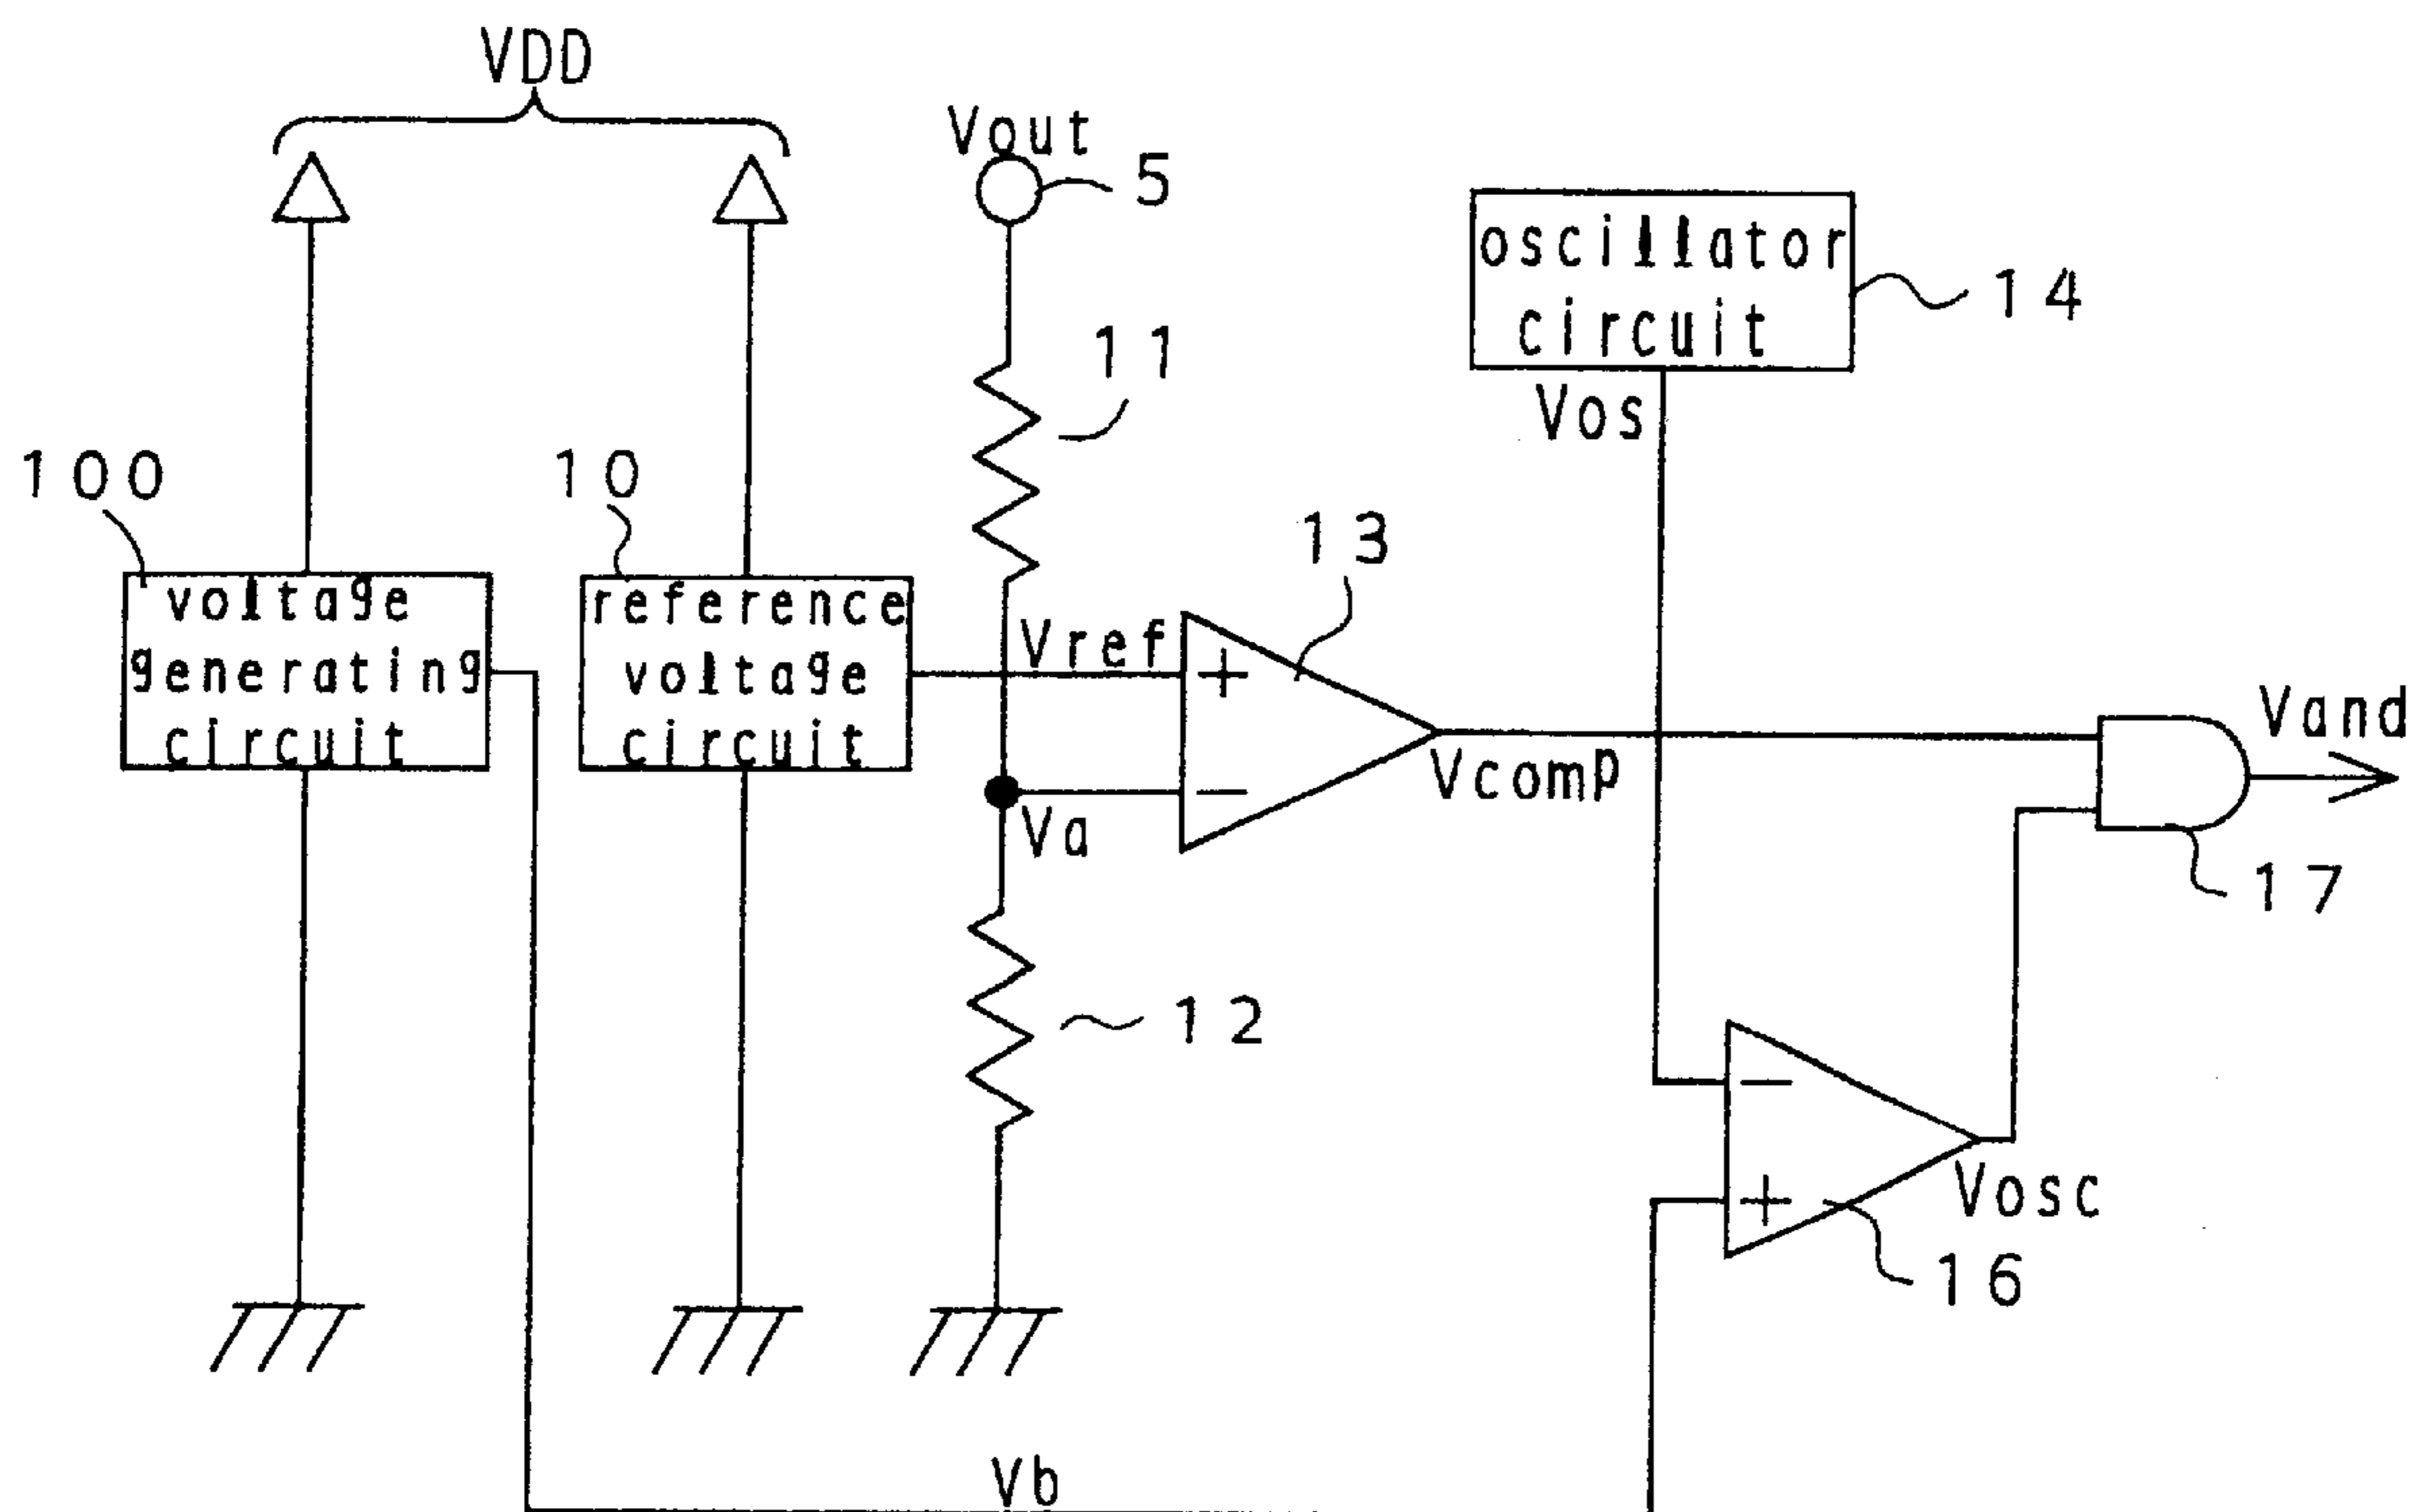 VDD
Vout
5
oscillator
circuit
14
Vos
11
100
10
13
voltage
generating
circuit
reference
voltage
circuit
Vref
+
−
Va
Vcomp
Vand
17
12
−
+
Vosc
16
Vb